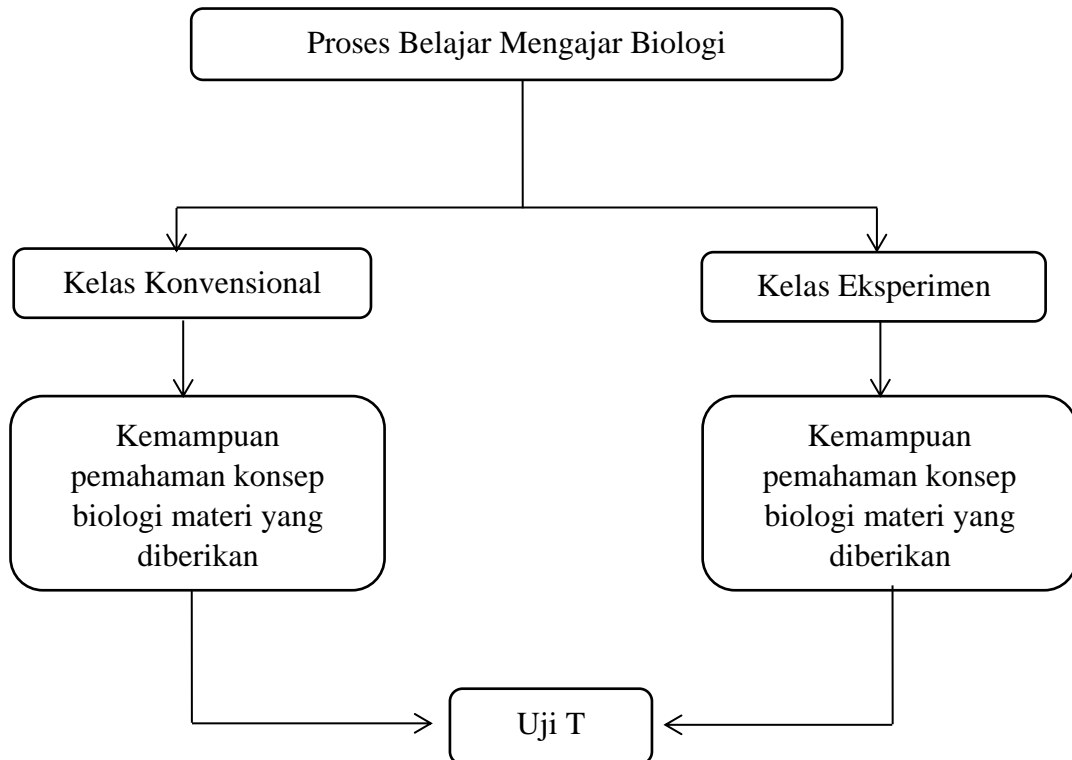 Proses Belajar Mengajar Biologi
Kelas Konvensional
Kelas Eksperimen
Kemampuan
pemahaman konsep
biologi materi yang
diberikan
Kemampuan
pemahaman konsep
biologi materi yang
diberikan
Uji T